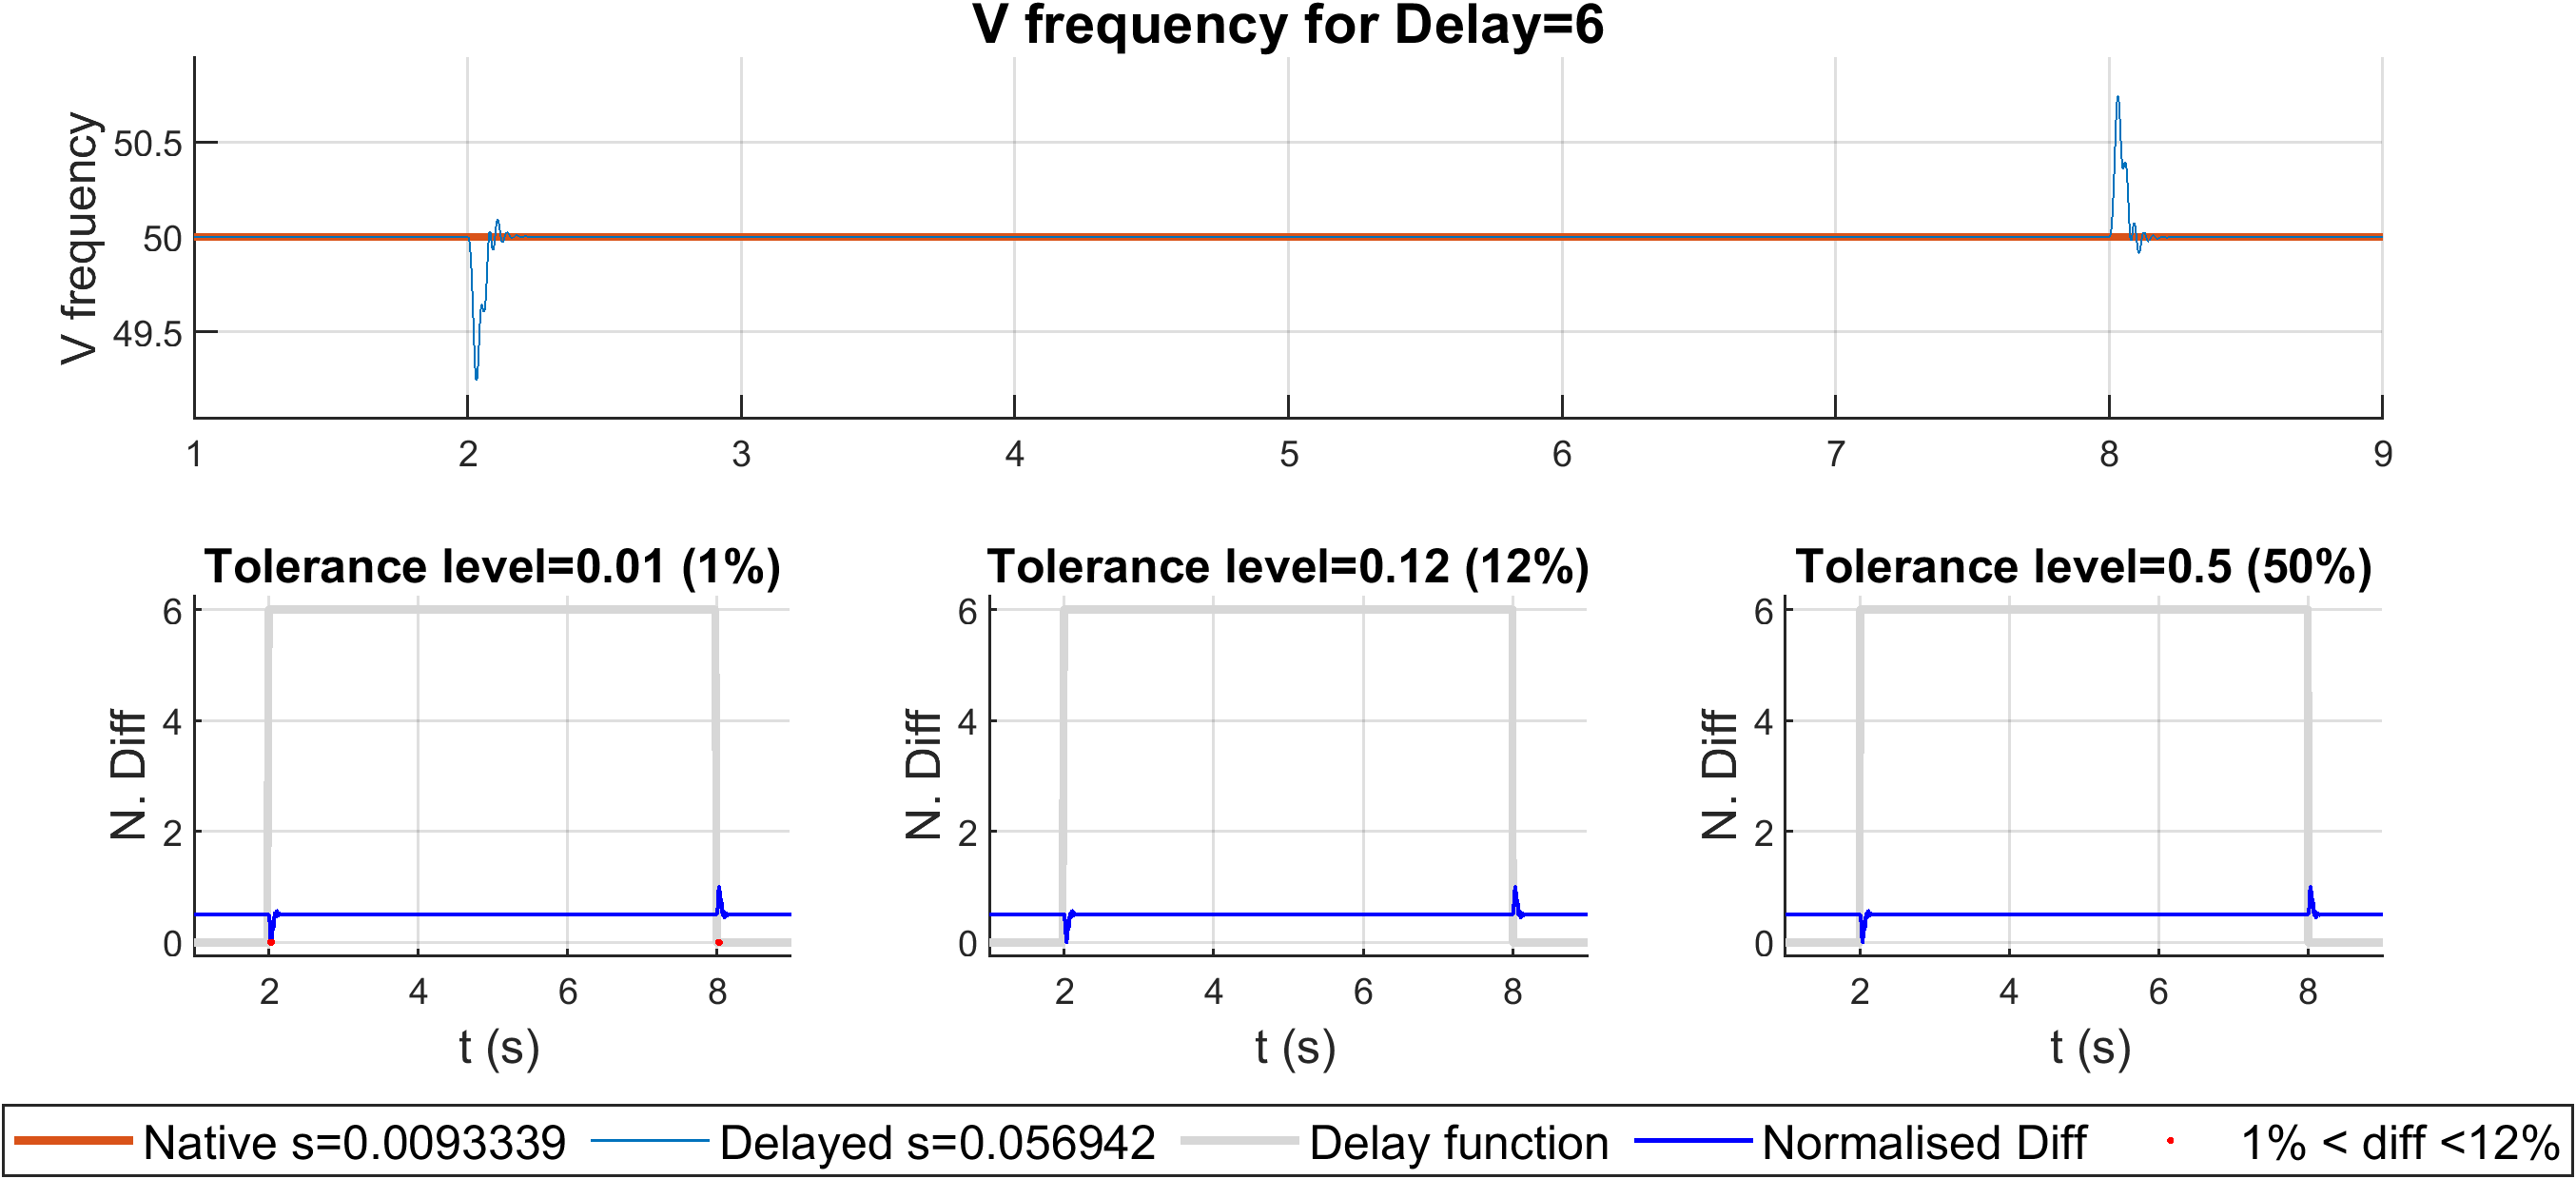 V frequency for Delay=6
V frequency
50.5
50
49.5
1 2 3 4 5 6 7 8 9
Tolerance level=0.01 (1%)
N. Diff
6
4
2
0
2 4 6 8
t (s)
Tolerance level=0.12 (12%)
N. Diff
6
4
2
0
2 4 6 8
t (s)
Tolerance level=0.5 (50%)
N. Diff
6
4
2
0
2 4 6 8
t (s)
Native s=0.0093339 Delayed s=0.056942 Delay function Normalised Diff 1% < diff <12%